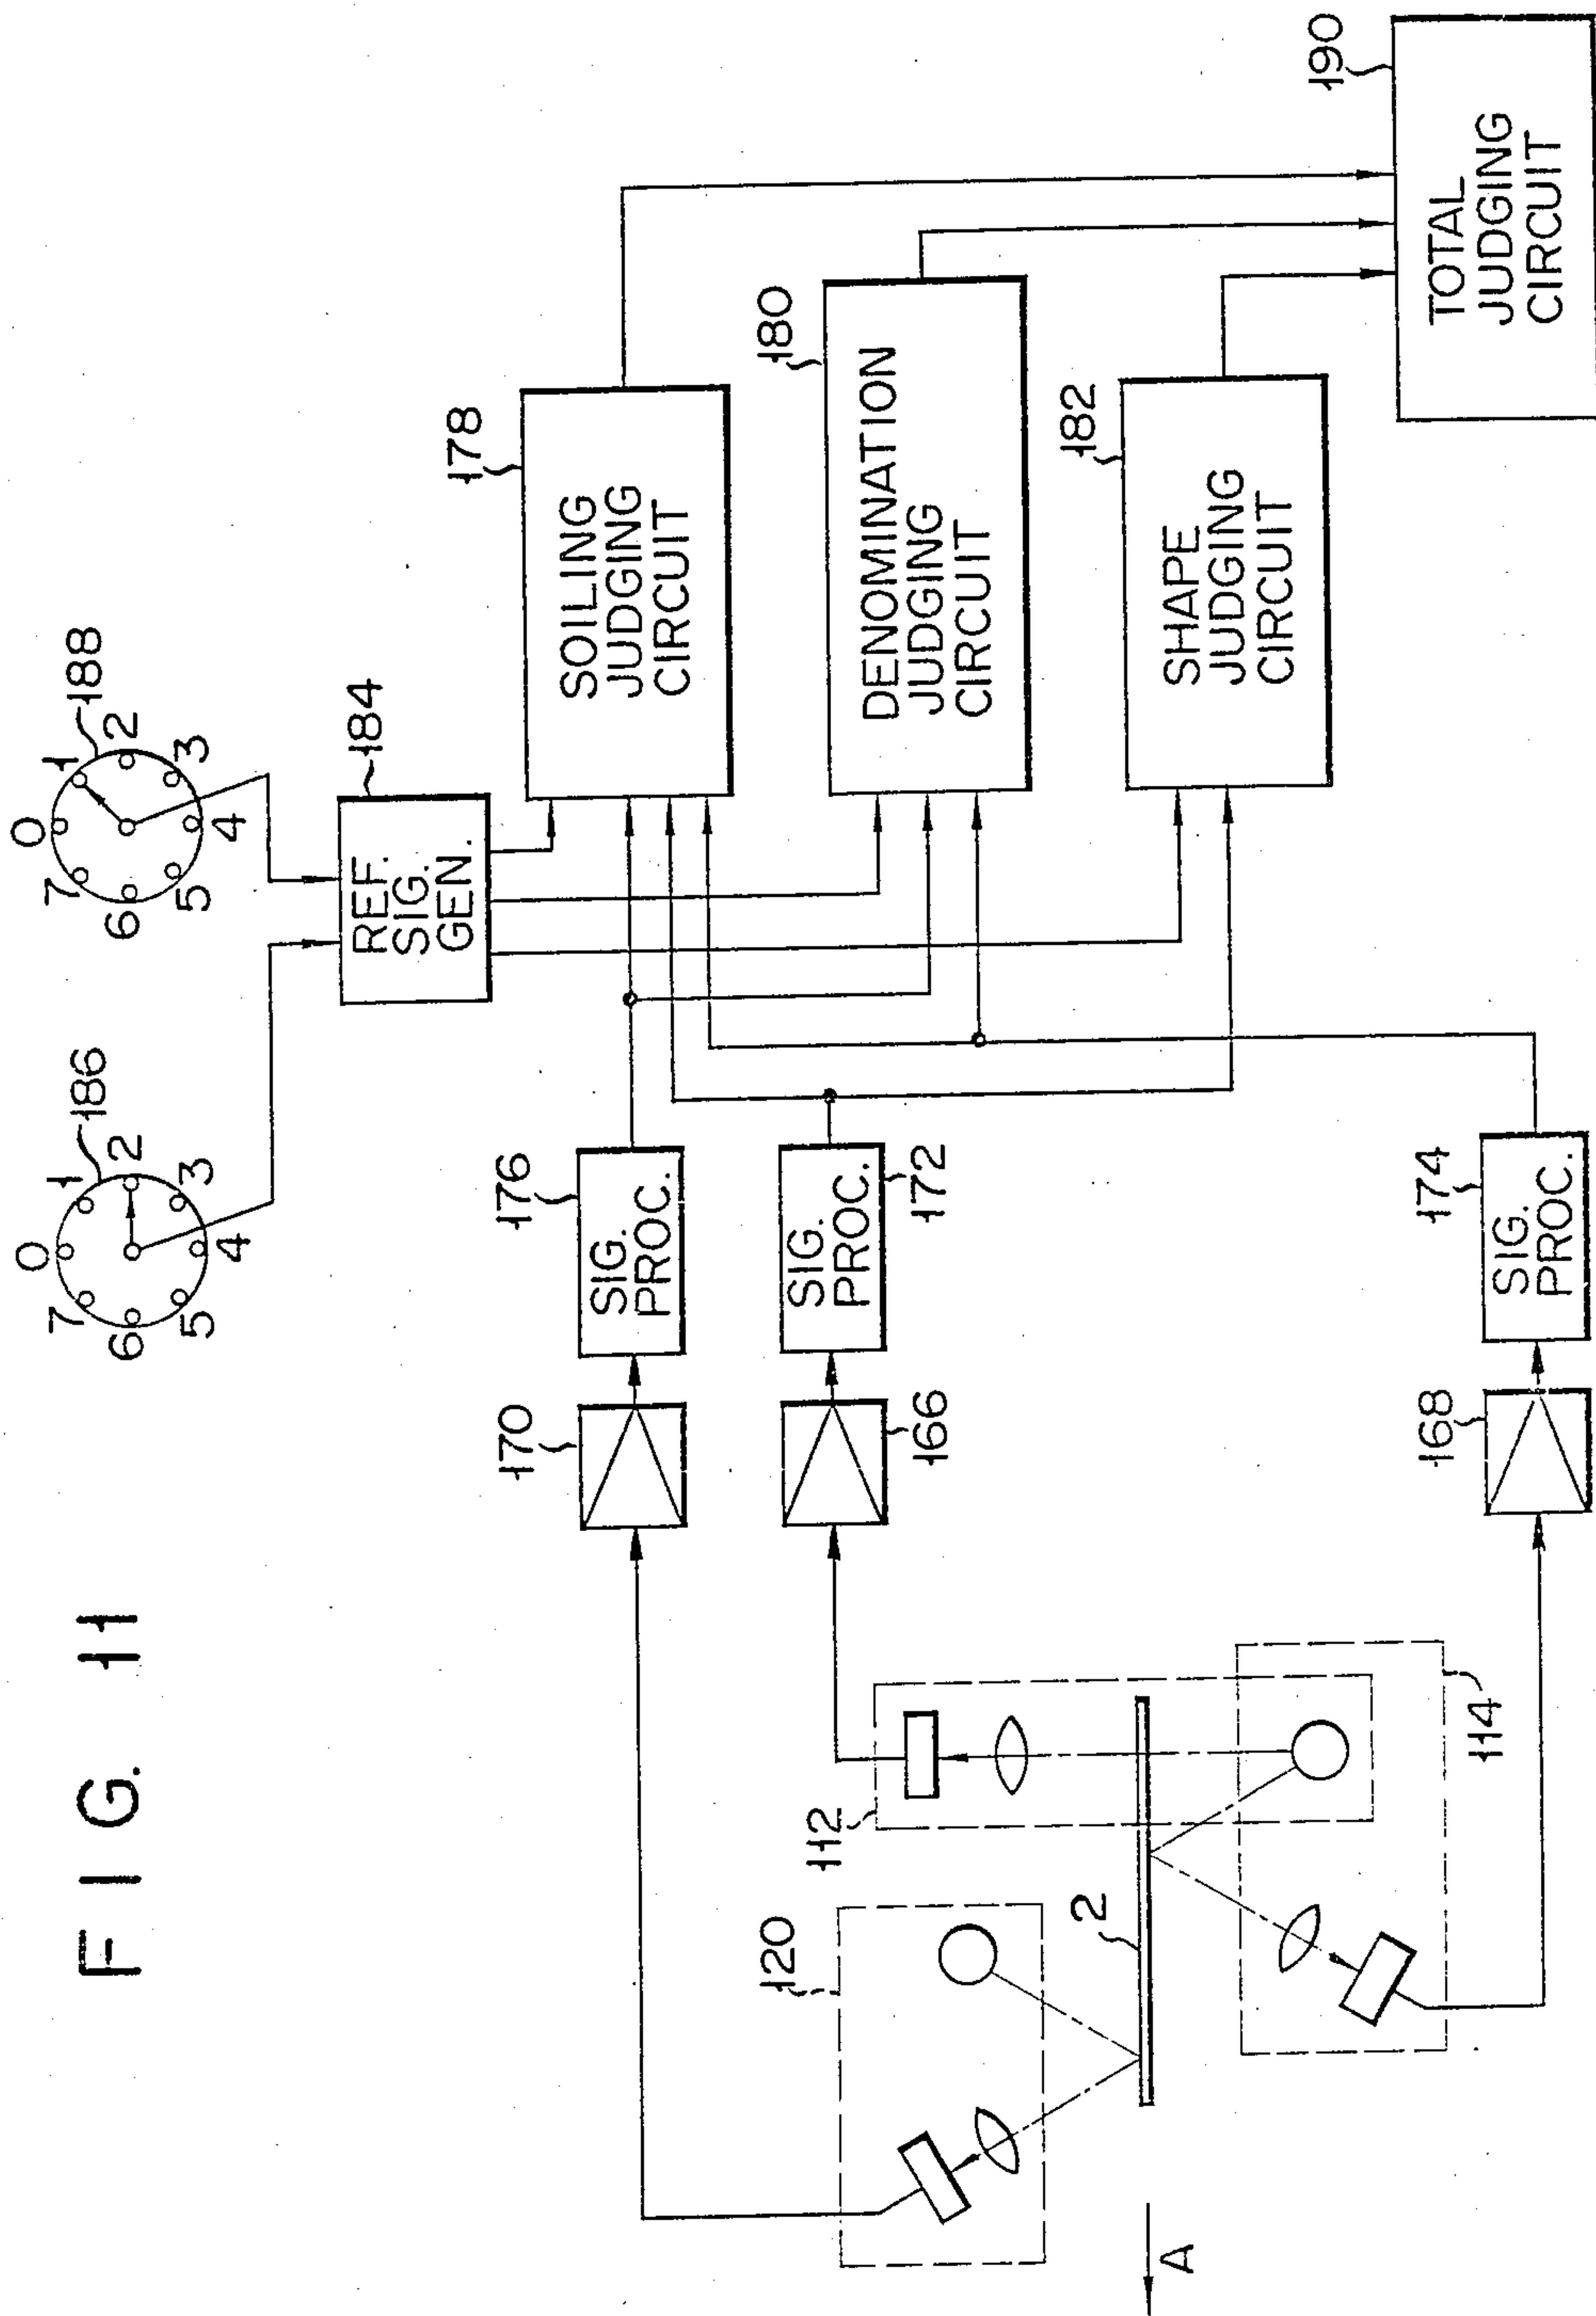 FIG. 11
0
1
2
3
4
5
6
7
186
0
1
2
3
4
5
6
7
188
REF.
SIG.
GEN.
184
170
SIG.
PROC.
176
SOILING
JUDGING
CIRCUIT
178
166
SIG.
PROC.
172
DENOMINATION
JUDGING
CIRCUIT
180
SHAPE
JUDGING
CIRCUIT
182
TOTAL
JUDGING
CIRCUIT
190
168
SIG.
PROC.
174
120
112
2
114
A